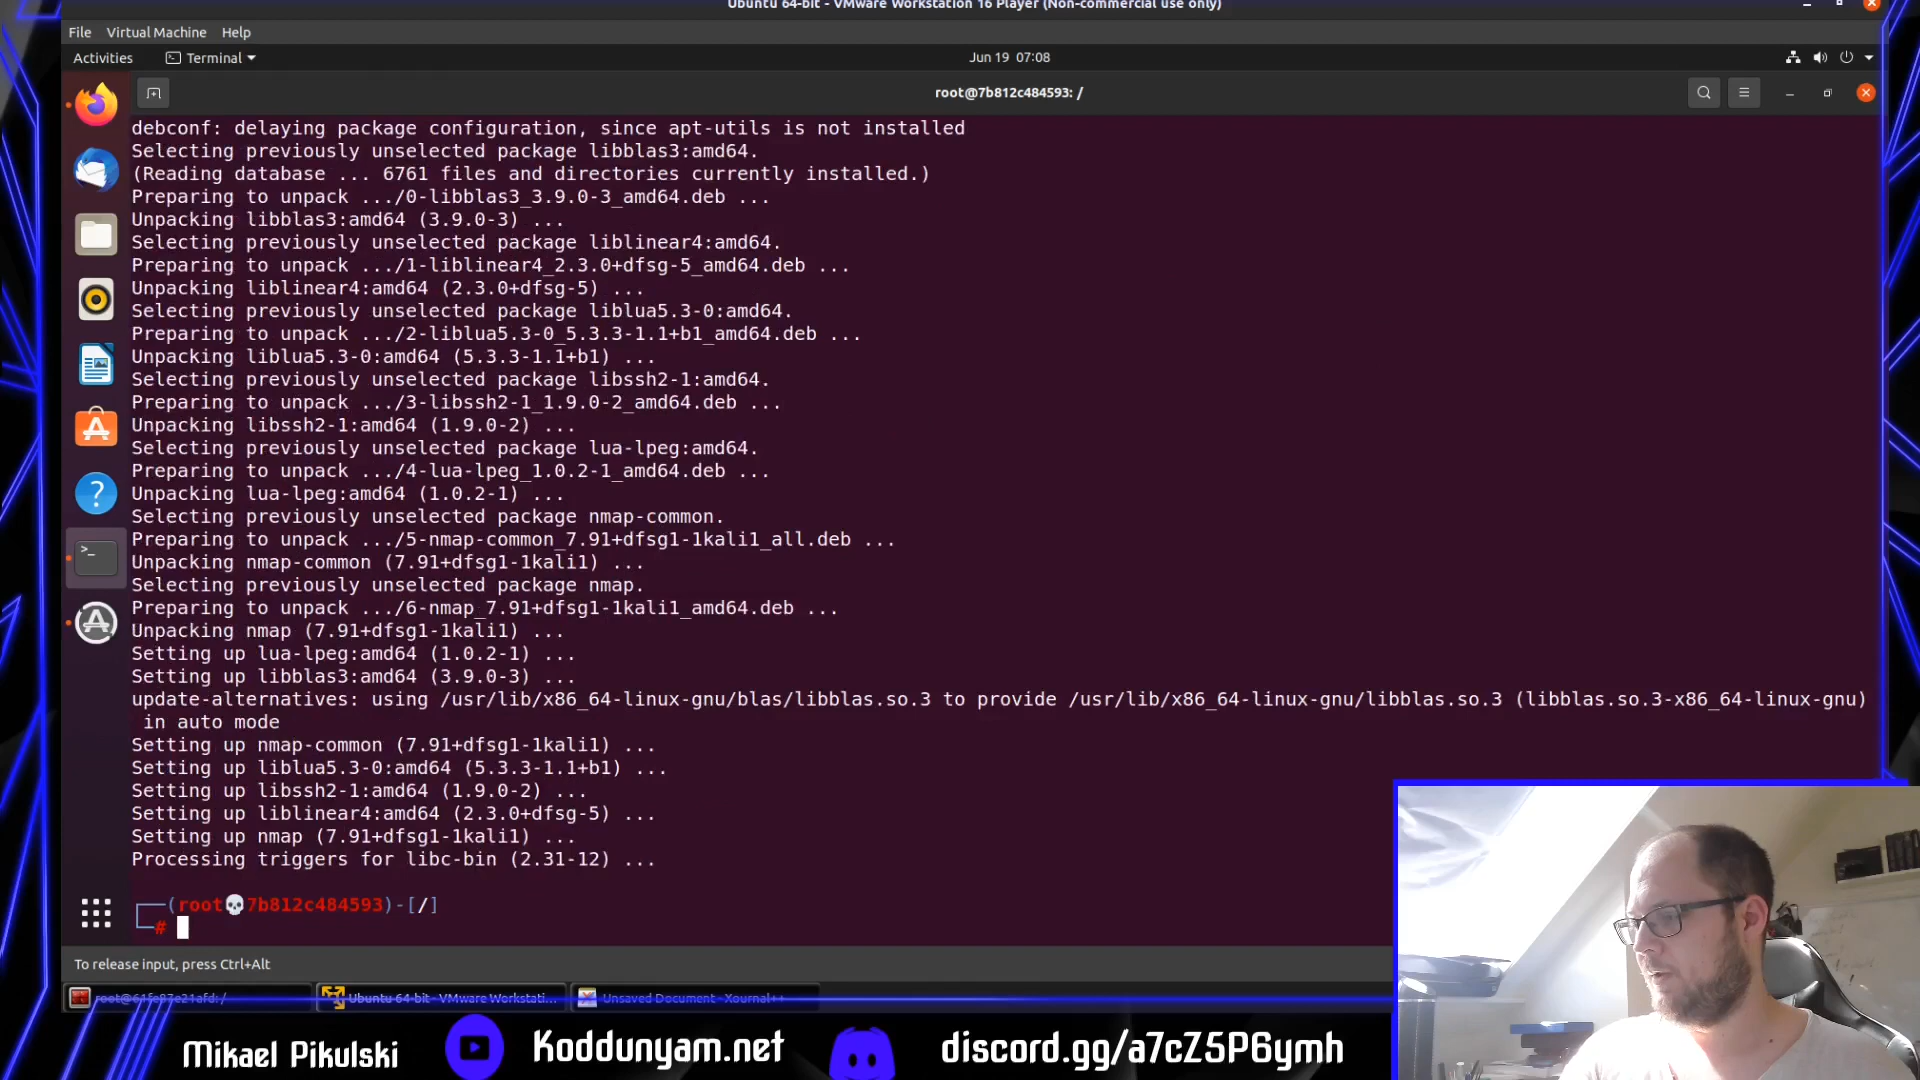 Ubuntu 64-bit - VMware Workstation 16 Player (Non-commercial use only)
File Virtual Machine Help
Activities Terminal Jun 19 07:08
root@7b812c484593: /
debconf: delaying package configuration, since apt-utils is not installed
Selecting previously unselected package libblas3:amd64.
(Reading database ... 6761 files and directories currently installed.)
Preparing to unpack .../0-libblas3_3.9.0-3_amd64.deb ...
Unpacking libblas3:amd64 (3.9.0-3) ...
Selecting previously unselected package liblinear4:amd64.
Preparing to unpack .../1-liblinear4_2.3.0+dfsg-5_amd64.deb ...
Unpacking liblinear4:amd64 (2.3.0+dfsg-5) ...
Selecting previously unselected package liblua5.3-0:amd64.
Preparing to unpack .../2-liblua5.3-0_5.3.3-1.1+b1_amd64.deb ...
Unpacking liblua5.3-0:amd64 (5.3.3-1.1+b1) ...
Selecting previously unselected package libssh2-1:amd64.
Preparing to unpack .../3-libssh2-1_1.9.0-2_amd64.deb ...
Unpacking libssh2-1:amd64 (1.9.0-2) ...
Selecting previously unselected package lua-lpeg:amd64.
Preparing to unpack .../4-lua-lpeg_1.0.2-1_amd64.deb ...
Unpacking lua-lpeg:amd64 (1.0.2-1) ...
Selecting previously unselected package nmap-common.
Preparing to unpack .../5-nmap-common_7.91+dfsg1-1kali1_all.deb ...
Unpacking nmap-common (7.91+dfsg1-1kali1) ...
Selecting previously unselected package nmap.
Preparing to unpack .../6-nmap_7.91+dfsg1-1kali1_amd64.deb ...
Unpacking nmap (7.91+dfsg1-1kali1) ...
Setting up lua-lpeg:amd64 (1.0.2-1) ...
Setting up libblas3:amd64 (3.9.0-3) ...
update-alternatives: using /usr/lib/x86_64-linux-gnu/blas/libblas.so.3 to provide /usr/lib/x86_64-linux-gnu/libblas.so.3 (libblas.so.3-x86_64-linux-gnu)
in auto mode
Setting up nmap-common (7.91+dfsg1-1kali1) ...
Setting up liblua5.3-0:amd64 (5.3.3-1.1+b1) ...
Setting up libssh2-1:amd64 (1.9.0-2) ...
Setting up liblinear4:amd64 (2.3.0+dfsg-5) ...
Setting up nmap (7.91+dfsg1-1kali1) ...
Processing triggers for libc-bin (2.31-12) ...
┌──(root💀7b812c484593)-[/]
└─#
To release input, press Ctrl+Alt
root@61fe87e21afd: / Ubuntu 64-bit - VMware Workstati... Unsaved Document - Xournal++
Mikael Pikulski Koddunyam.net discord.gg/a7cZ5P6ymh